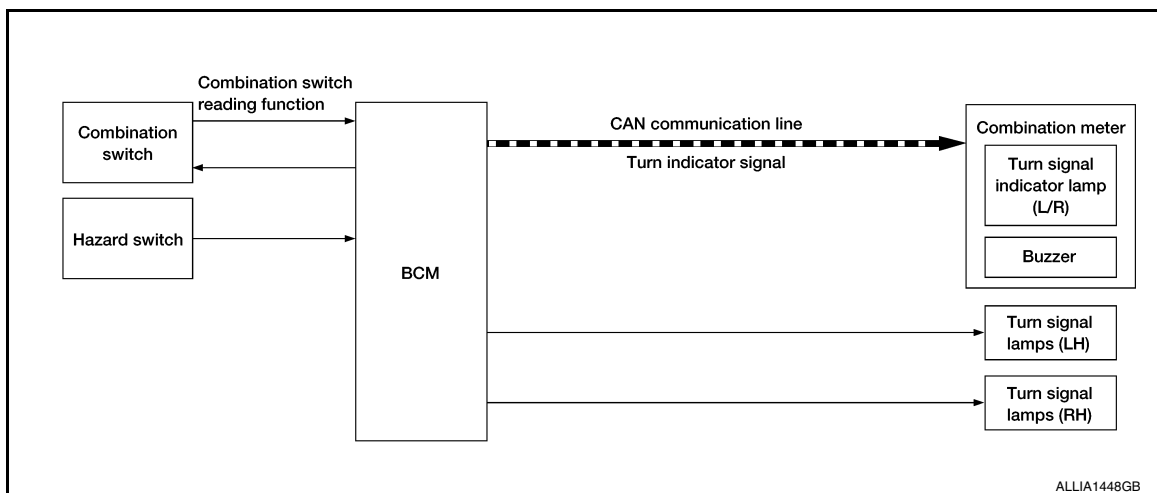 Combination switch
reading function
Combination
switch
Hazard switch
BCM
CAN communication line
Turn indicator signal
Combination meter
Turn signal
indicator lamp
(L/R)
Buzzer
Turn signal
lamps (LH)
Turn signal
lamps (RH)
ALLIA1448GB